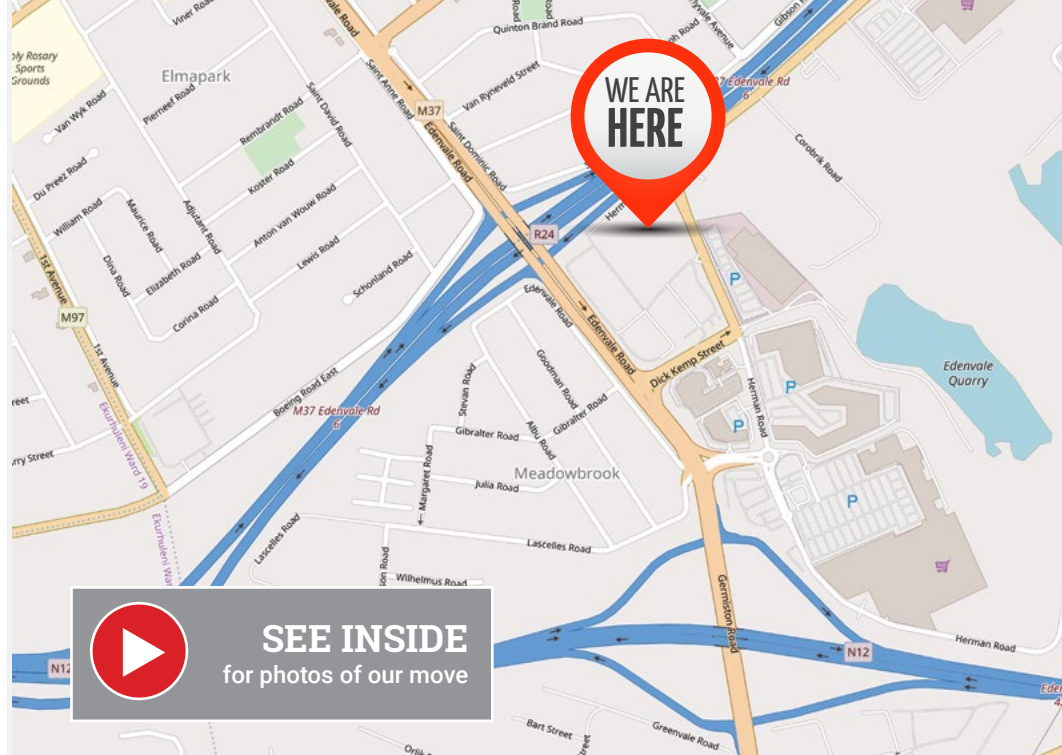 Viner Road
Quinton Brand Road
Gibson
Sports
Grounds
Elmapark
Saint Anne Road
Van Ryneveld Street
37 Edenvale Rd
6
WE ARE
HERE
Van Wyk Road
Pierneef Road
Rembrandt Road
Saint David Road
M37
Edenvale Road
Saint Dominic Road
Corobrik Road
Du Preez Road
Koster Road
William Road
Maurice Road
Adjutant Road
Anton van Wouw Road
R24
Dina Road
Elizabeth Road
Lewis Road
Schonland Road
1st Avenue
Corina Road
M97
Edenvale Road
Edenvale Road
P
Dick Kemp Street
1st Avenue
Goodman Road
Stevan Road
Herman Road
P
Edenvale
Quarry
Boeing Road East
M37 Edenvale Rd
6
Gibralter Road
Gibralter Road
Albu Road
P
Ekurhuleni Ward 19
Margaret Road
Julia Road
Meadowbrook
P
Lascelles Road
Lascelles Road
Wilhelmus Road
Germiston Road
SEE INSIDE
for photos of our move
N12
N12
Herman Road
Bart Street
Greenvale Road